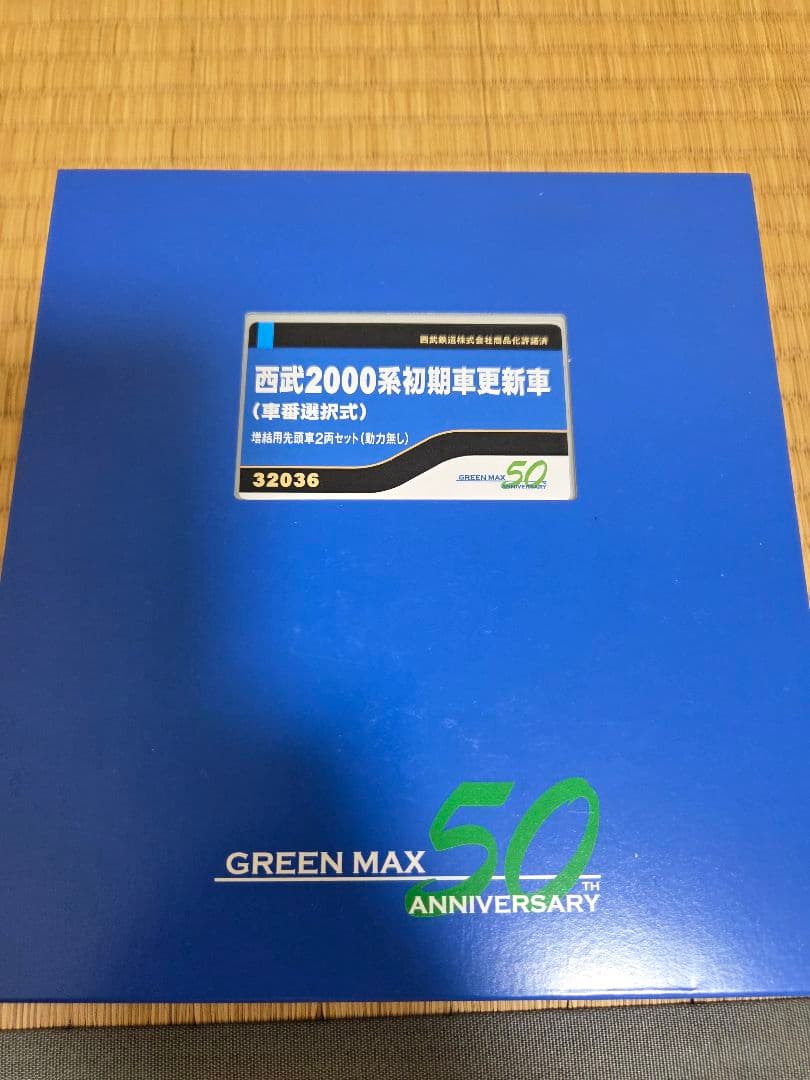 西武鉄道株式会社商品化許諾済
西武2000系初期車更新車
(車番選択式)
増結用先頭車2両セット(動力無し)
32036
GREEN MAX 50
ANNIVERSARY
GREEN MAX 50TH
ANNIVERSARY